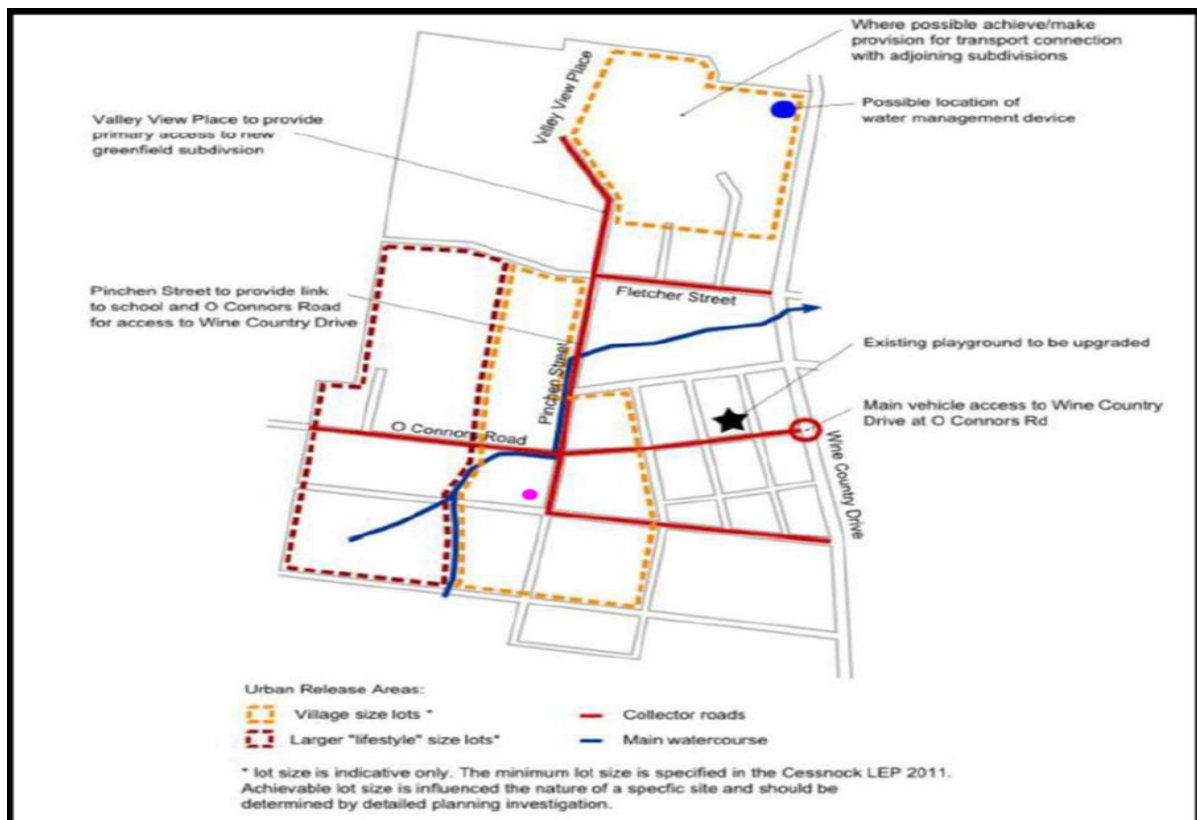 Where possible achieve/make
provision for transport connection
with adjoining subdivisions
Valley View Place
Possible location of
water management device
Valley View Place to provide
primary access to new
greenfield subdivsion
Pinchen Street to provide link
to school and O Connors Road
for access to Wine Country Drive
Fletcher Street
Existing playground to be upgraded
Pinchen Street
Main vehicle access to Wine Country
Drive at O Connors Rd
O Connors Road
Wine Country Drive
Urban Release Areas:
Village size lots *
Collector roads
Larger "lifestyle" size lots*
Main watercourse
* lot size is indicative only. The minimum lot size is specified in the Cessnock LEP 2011.
Achievable lot size is influenced the nature of a specfic site and should be
determined by detailed planning investigation.